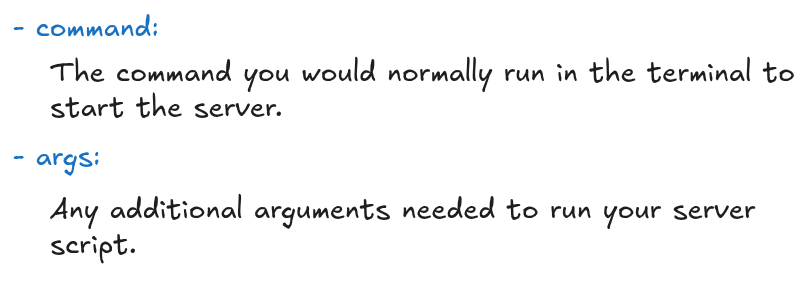 - command:
The command you would normally run in the terminal to
start the server.
- args:
Any additional arguments needed to run your server
script.